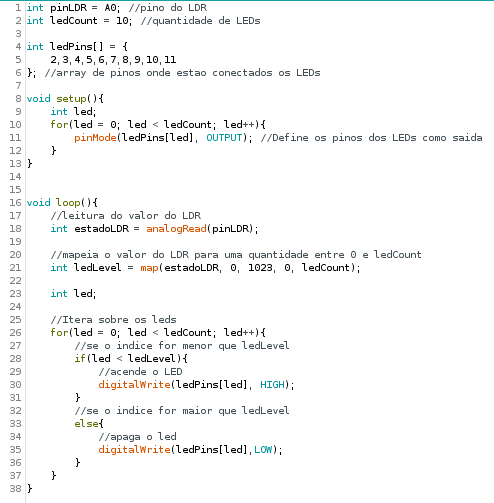 1 int pinLDR = A0; //pino do LDR
2 int ledCount = 10; //quantidade de LEDs
3
4 int ledPins[] = {
5     2,3,4,5,6,7,8,9,10,11
6 }; //array de pinos onde estao conectados os LEDs
7
8 void setup(){
9     int led;
10     for(led = 0; led < ledCount; led++){
11         pinMode(ledPins[led], OUTPUT); //Define os pinos dos LEDs como saida
12     }
13 }
14
15
16 void loop(){
17     //leitura do valor do LDR
18     int estadoLDR = analogRead(pinLDR);
19
20     //mapeia o valor do LDR para uma quantidade entre 0 e ledCount
21     int ledLevel = map(estadoLDR, 0, 1023, 0, ledCount);
22
23     int led;
24
25     //Itera sobre os leds
26     for(led = 0; led < ledCount; led++){
27         //se o indice for menor que ledLevel
28         if(led < ledLevel){
29             //acende o LED
30             digitalWrite(ledPins[led], HIGH);
31         }
32         //se o indice for maior que ledLevel
33         else{
34             //apaga o led
35             digitalWrite(ledPins[led],LOW);
36         }
37     }
38 }